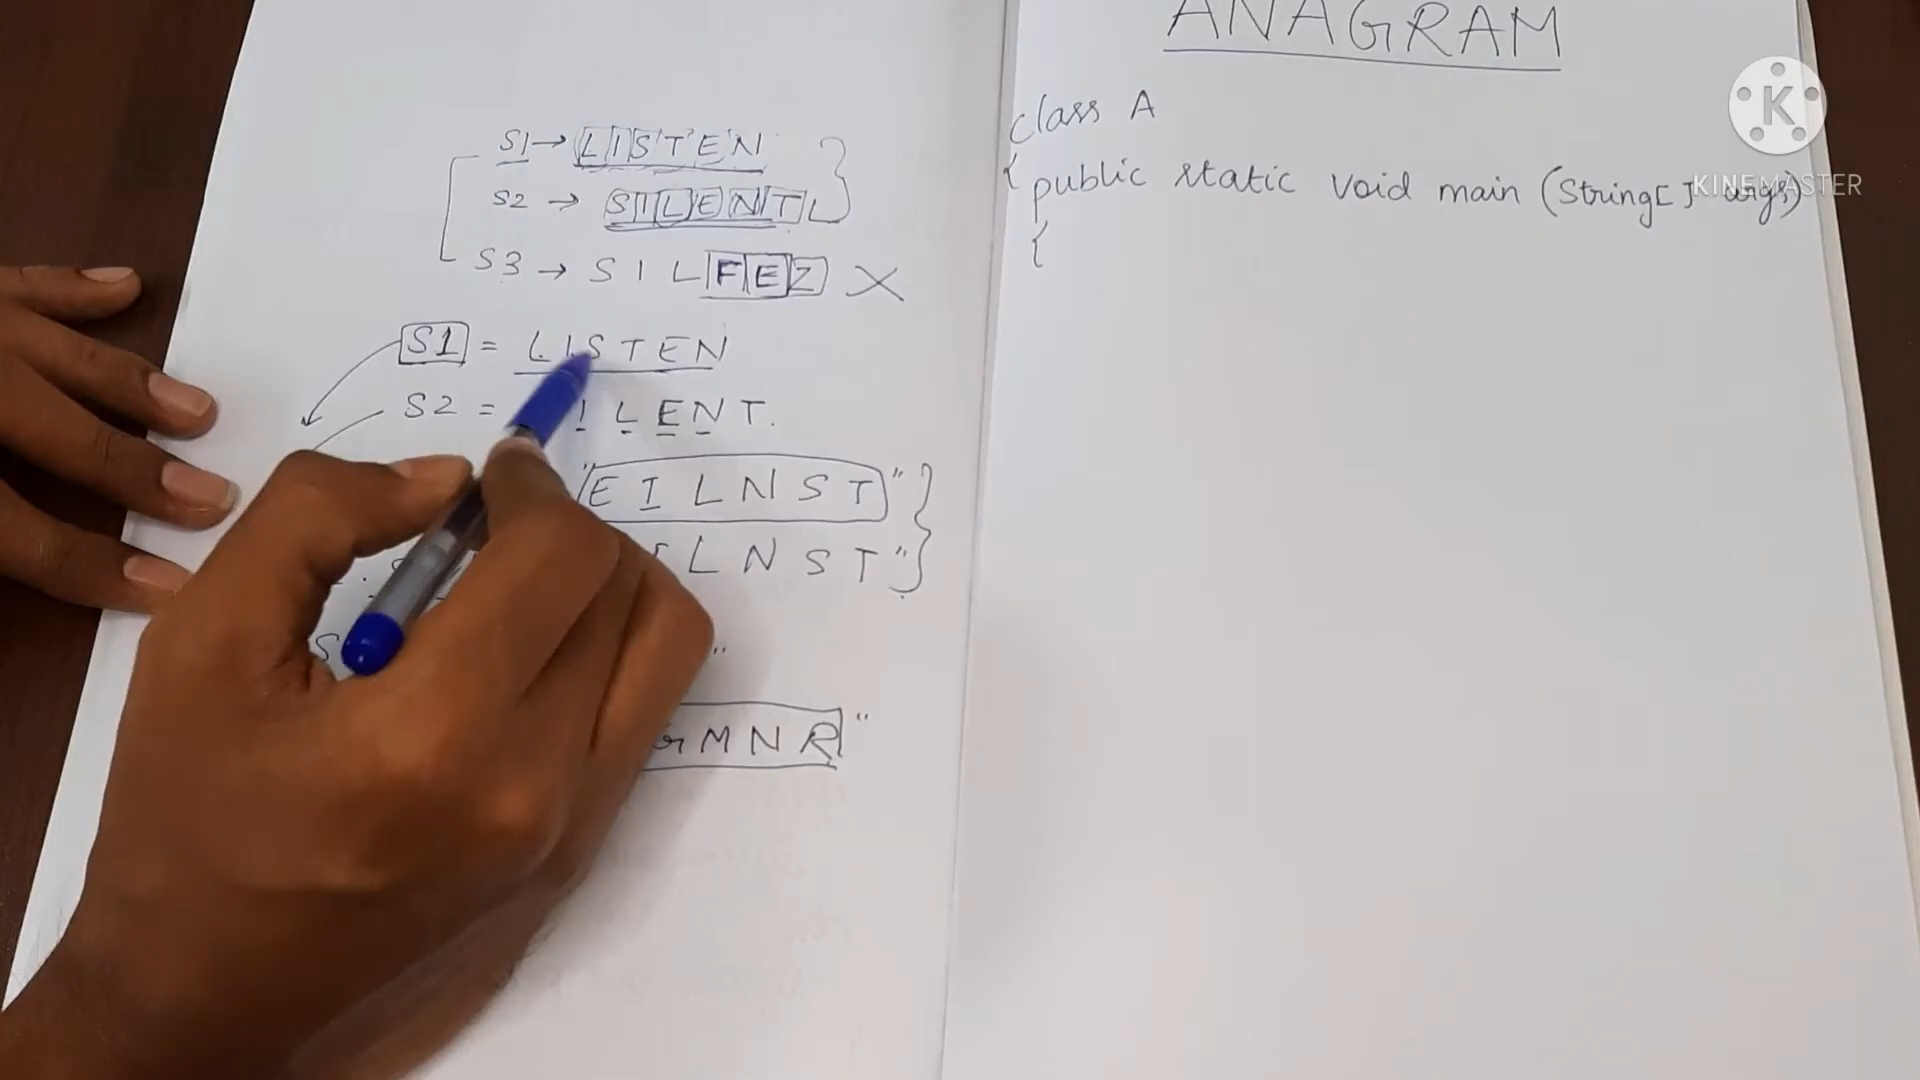 S1 → LISTEN
S2 → SILENT
S3 → SILFEZ X
S1 = LISTEN
S2 = ILENT.
"EILNST"
LNST"
S
GMNR"
ANAGRAM
class A
{ public static void main (String[] args)
{
K
KINEMASTER